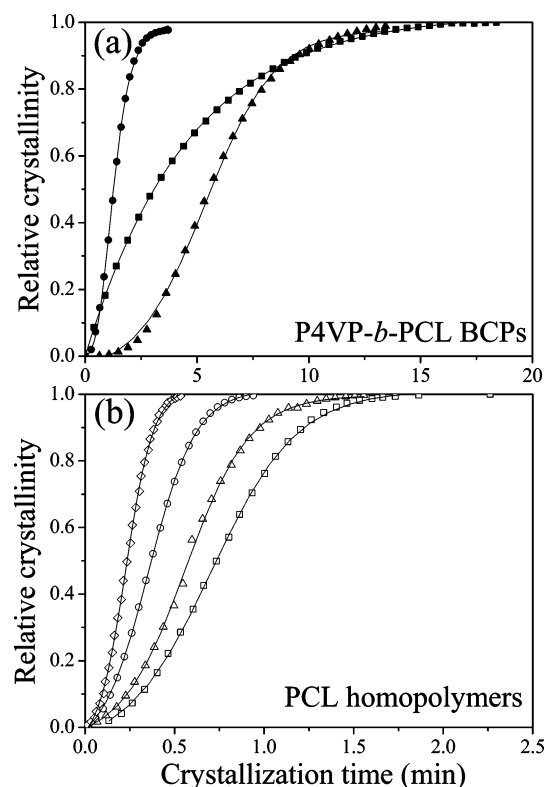 (a)
Relative crystallinity
1.0
0.8
0.6
0.4
0.2
0.0
P4VP-b-PCL BCPs
0 5 10 15 20
(b)
Relative crystallinity
1.0
0.8
0.6
0.4
0.2
0.0
PCL homopolymers
0.0 0.5 1.0 1.5 2.0 2.5
Crystallization time (min)